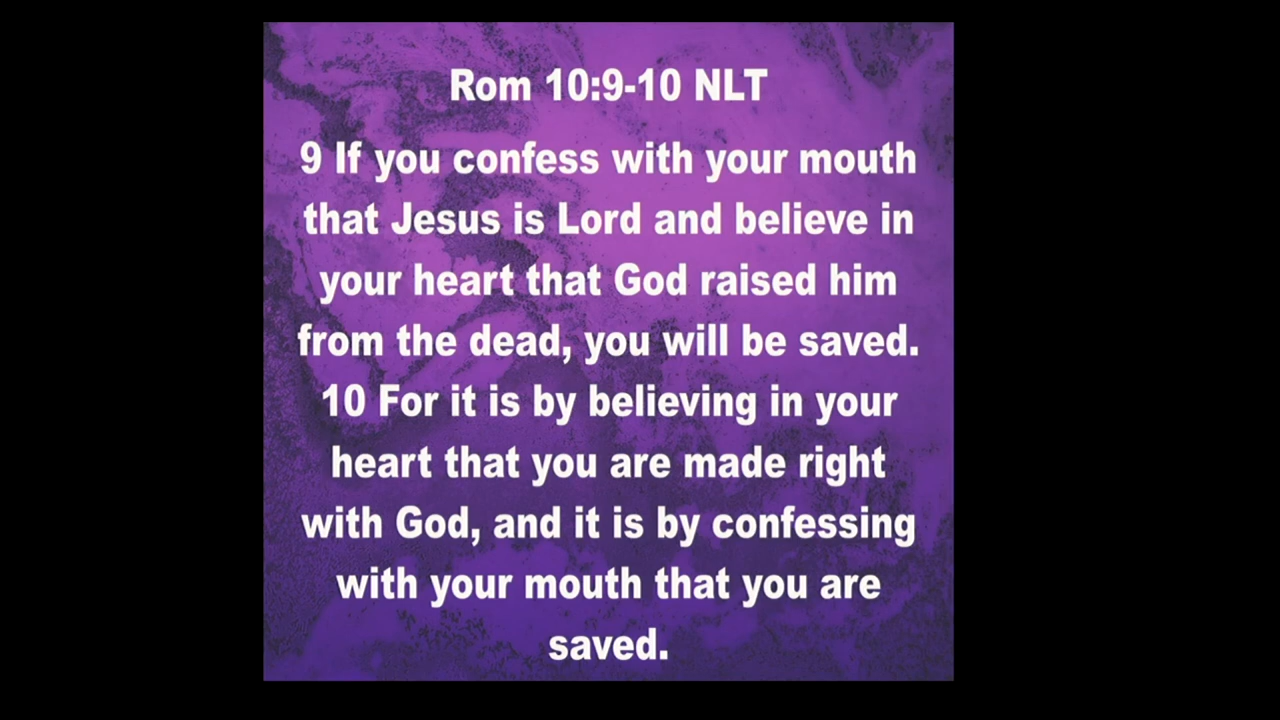 Rom 10:9-10 NLT
9 If you confess with your mouth
that Jesus is Lord and believe in
your heart that God raised him
from the dead, you will be saved.
10 For it is by believing in your
heart that you are made right
with God, and it is by confessing
with your mouth that you are
saved.